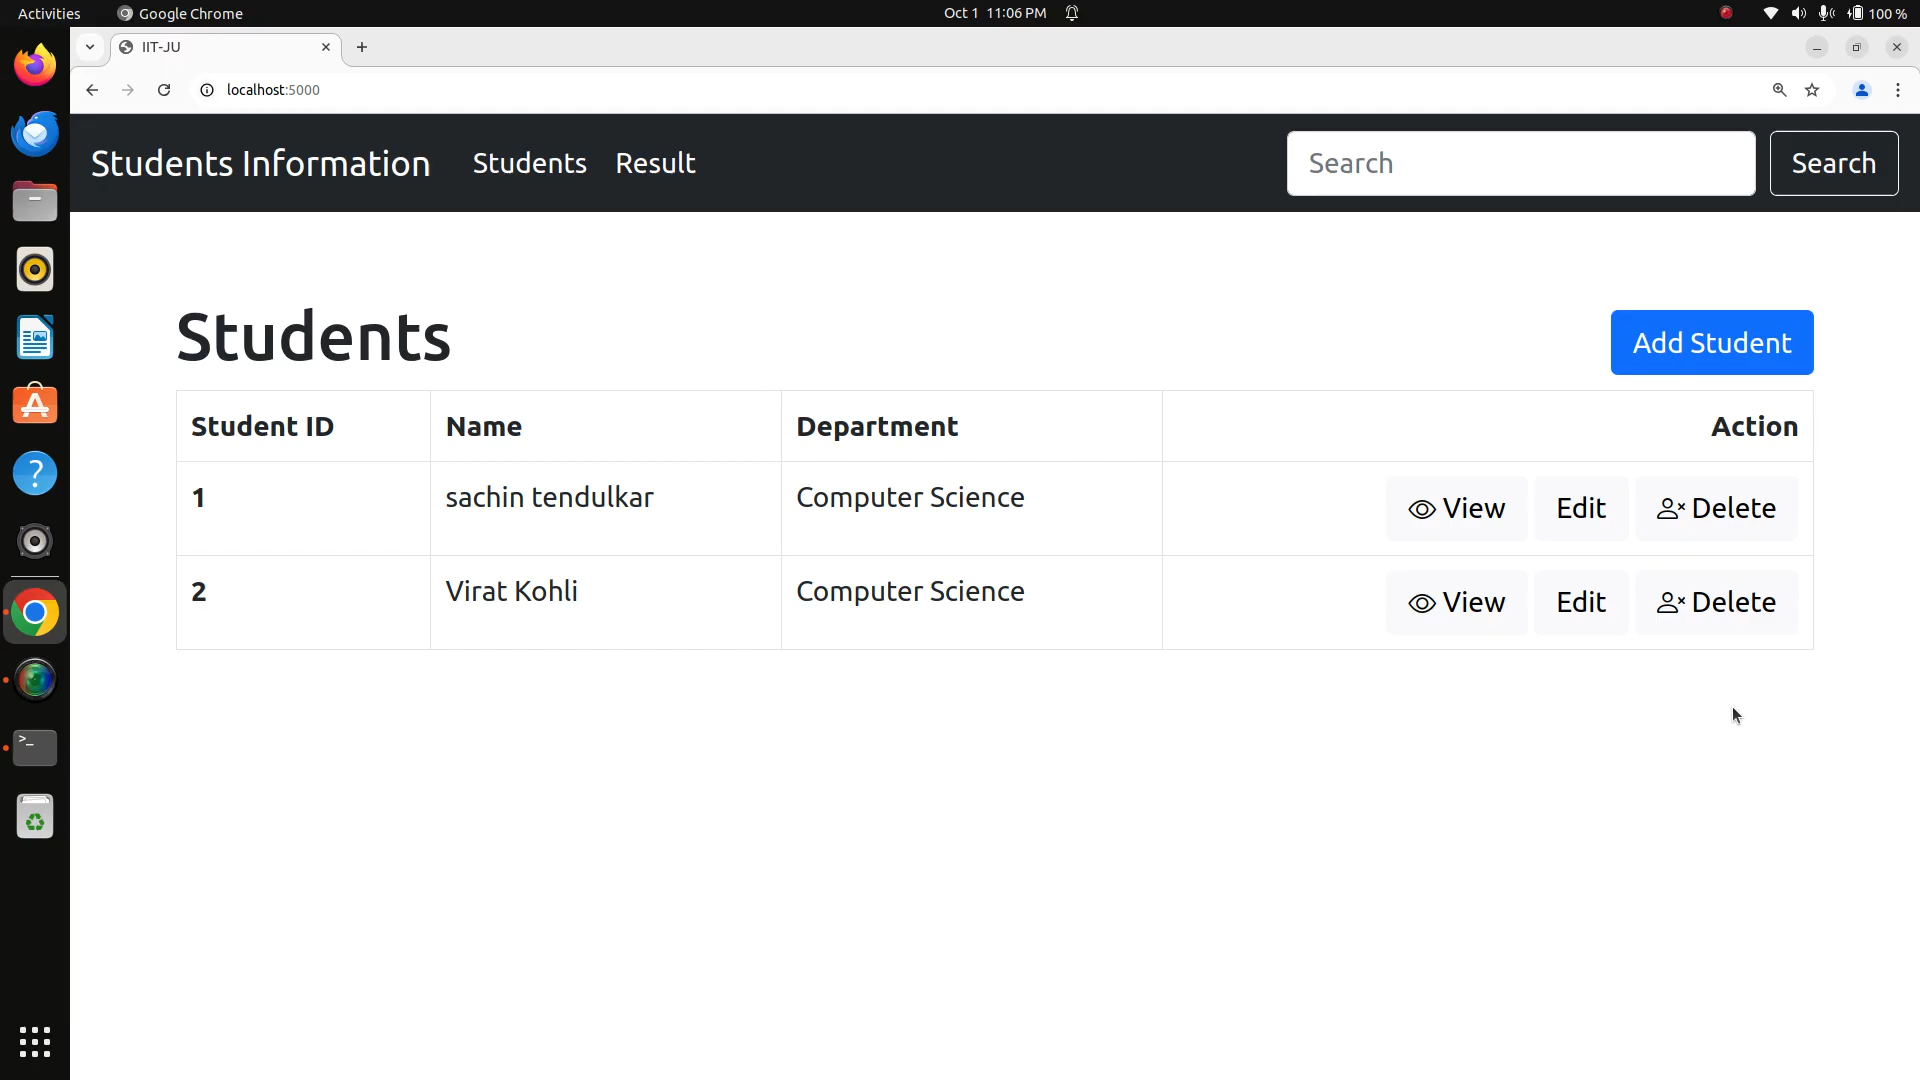 Activities Google Chrome Oct 1 11:06 PM 100 %
IIT-JU
localhost:5000
Students Information Students Result Search Search
Students Add Student
Student ID Name Department Action
1 sachin tendulkar Computer Science View Edit Delete
2 Virat Kohli Computer Science View Edit Delete